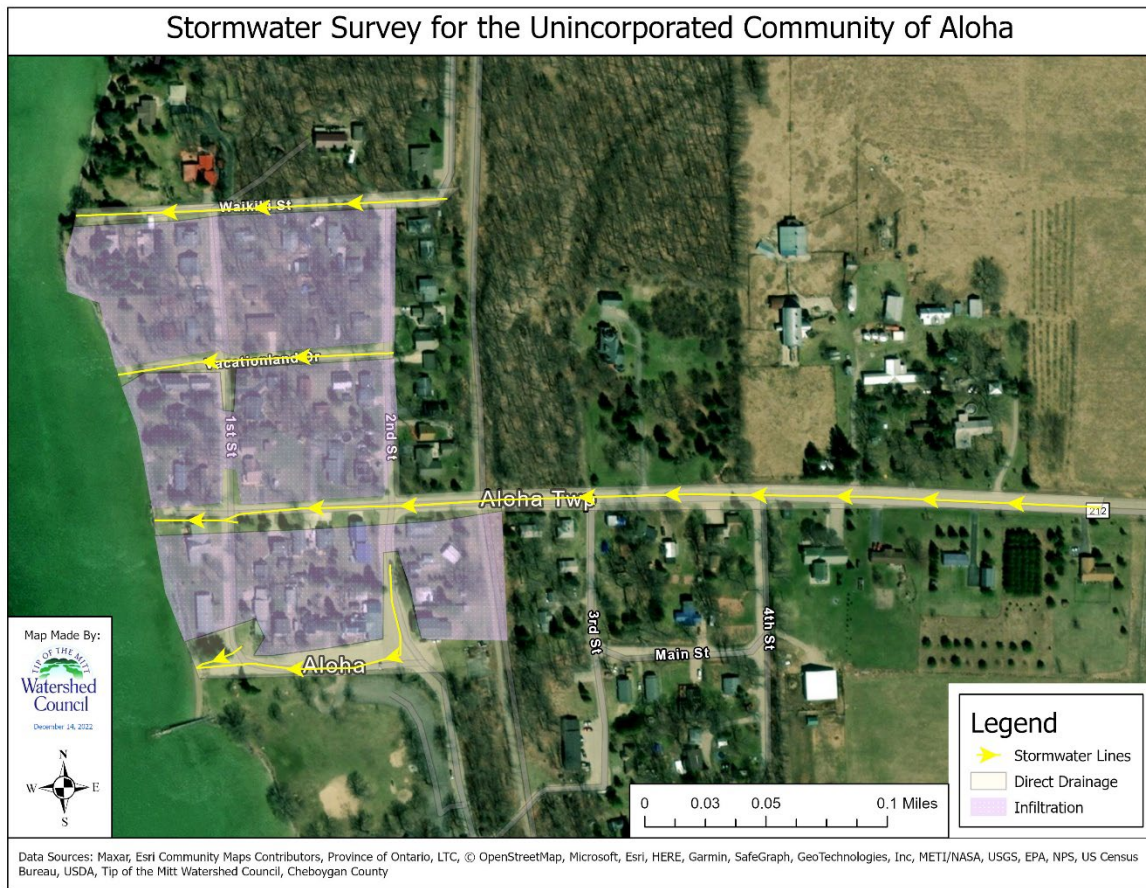 Stormwater Survey for the Unincorporated Community of Aloha
Waikiki St
Vacationland Dr
1st St
2nd St
Aloha Twp
212
3rd St
4th St
Main St
Aloha
Map Made By:
TIP OF THE MITT
Watershed
Council
December 14, 2022
N
W E
S
0 0.03 0.05 0.1 Miles
Legend
Stormwater Lines
Direct Drainage
Infiltration
Data Sources: Maxar, Esri Community Maps Contributors, Province of Ontario, LTC, © OpenStreetMap, Microsoft, Esri, HERE, Garmin, SafeGraph, GeoTechnologies, Inc, METI/NASA, USGS, EPA, NPS, US Census
Bureau, USDA, Tip of the Mitt Watershed Council, Cheboygan County